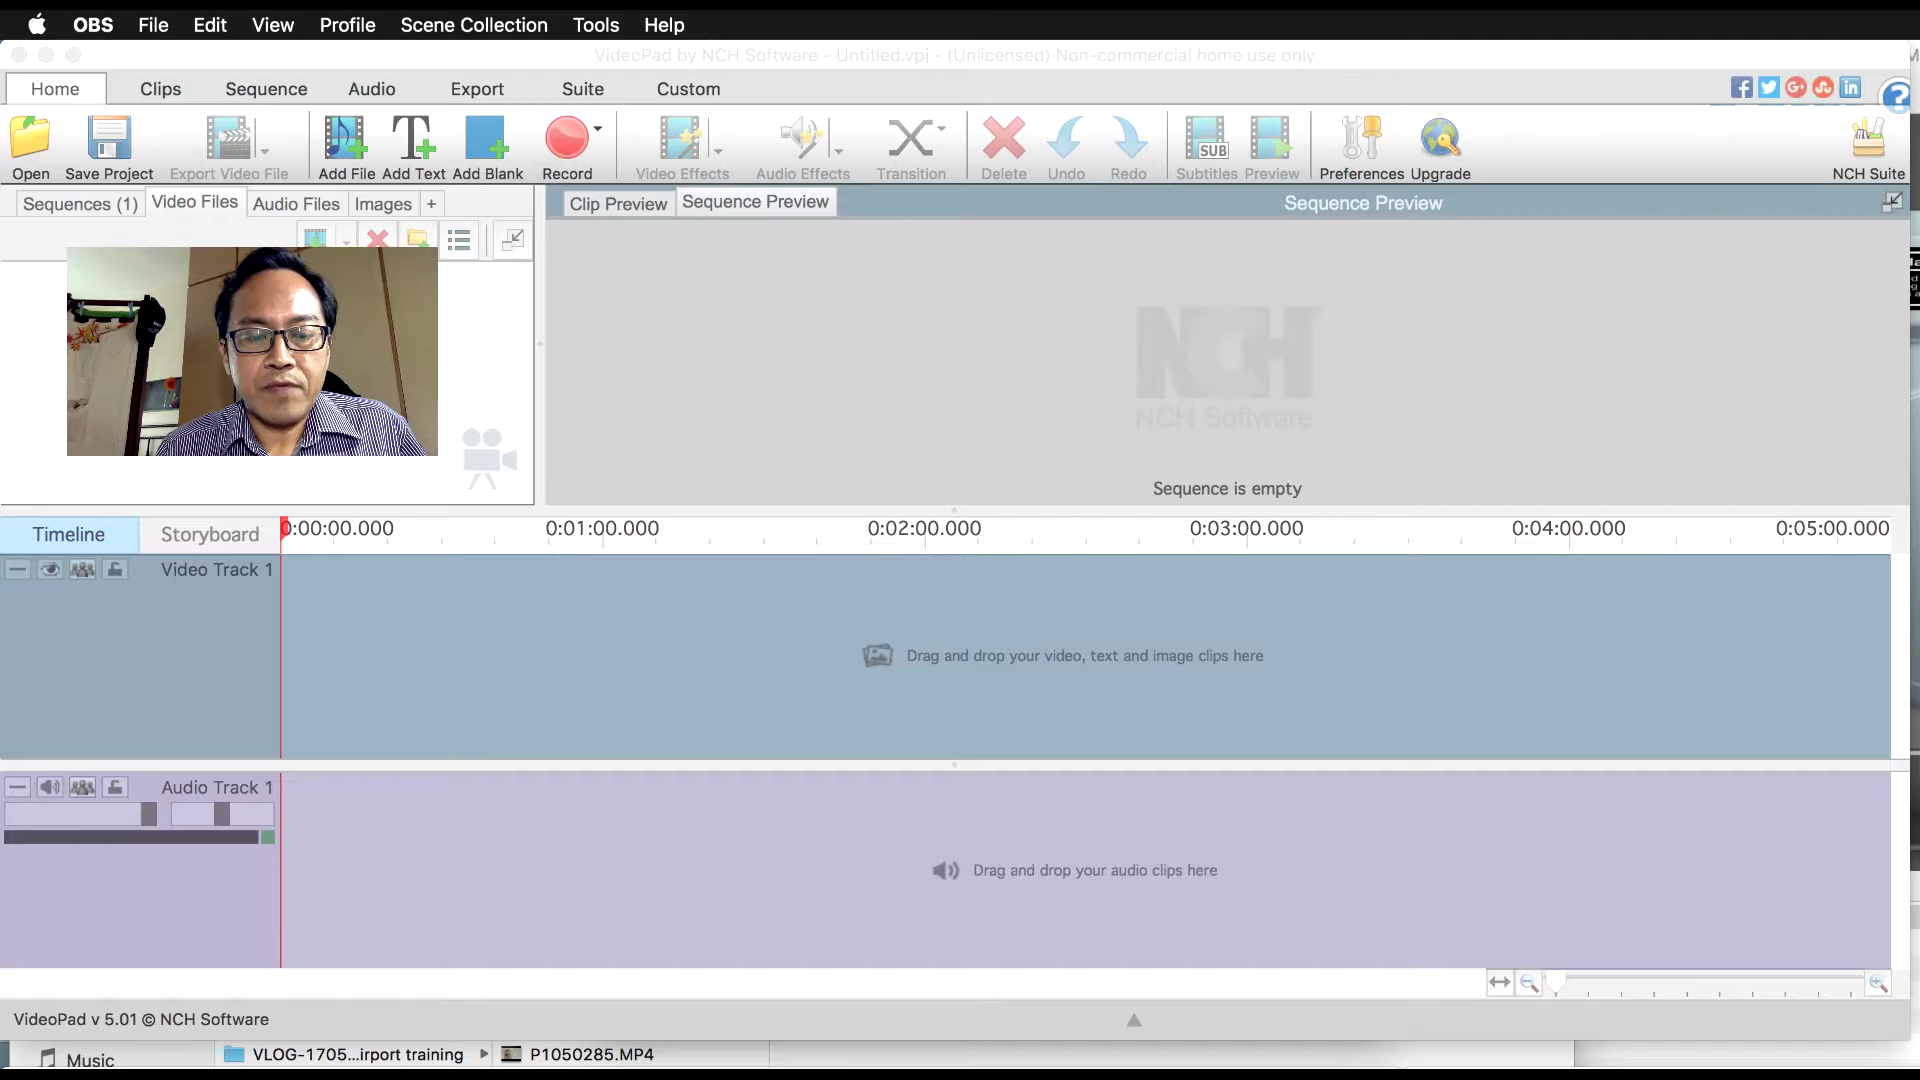 OBS File Edit View Profile Scene Collection Tools Help
VideoPad by NCH Software - Untitled.vpj - (Unlicensed) Non-commercial home use only
Home Clips Sequence Audio Export Suite Custom
Open Save Project Export Video File Add File Add Text Add Blank Record Video Effects Audio Effects Transition Delete Undo Redo Subtitles Preview Preferences Upgrade NCH Suite
SUB
Sequences (1) Video Files Audio Files Images +
Clip Preview Sequence Preview Sequence Preview
NCH
NCH Software
Sequence is empty
Timeline Storyboard 0:00:00.000 0:01:00.000 0:02:00.000 0:03:00.000 0:04:00.000 0:05:00.000
Video Track 1
Drag and drop your video, text and image clips here
Audio Track 1
Drag and drop your audio clips here
VideoPad v 5.01 © NCH Software
Music VLOG-1705...irport training P1050285.MP4